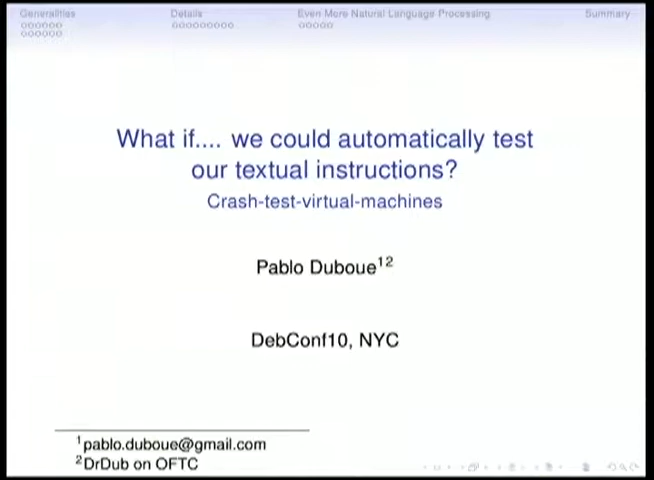 Generalities Details Even More Natural Language Processing Summary
What if.... we could automatically test
our textual instructions?
Crash-test-virtual-machines
Pablo Duboue¹²
DebConf10, NYC
¹pablo.duboue@gmail.com
²DrDub on OFTC